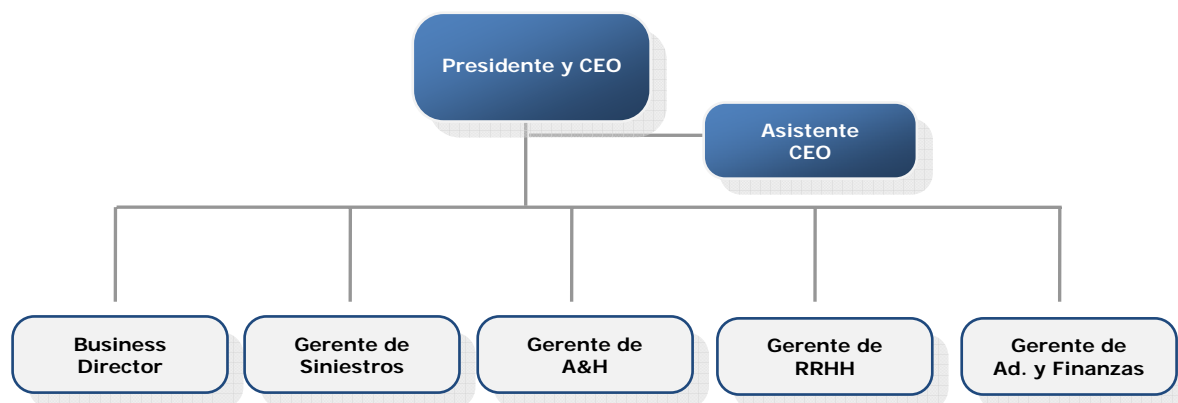 Presidente y CEO
Asistente
CEO
Business
Director
Gerente de
Siniestros
Gerente de
A&H
Gerente de
RRHH
Gerente de
Ad. y Finanzas